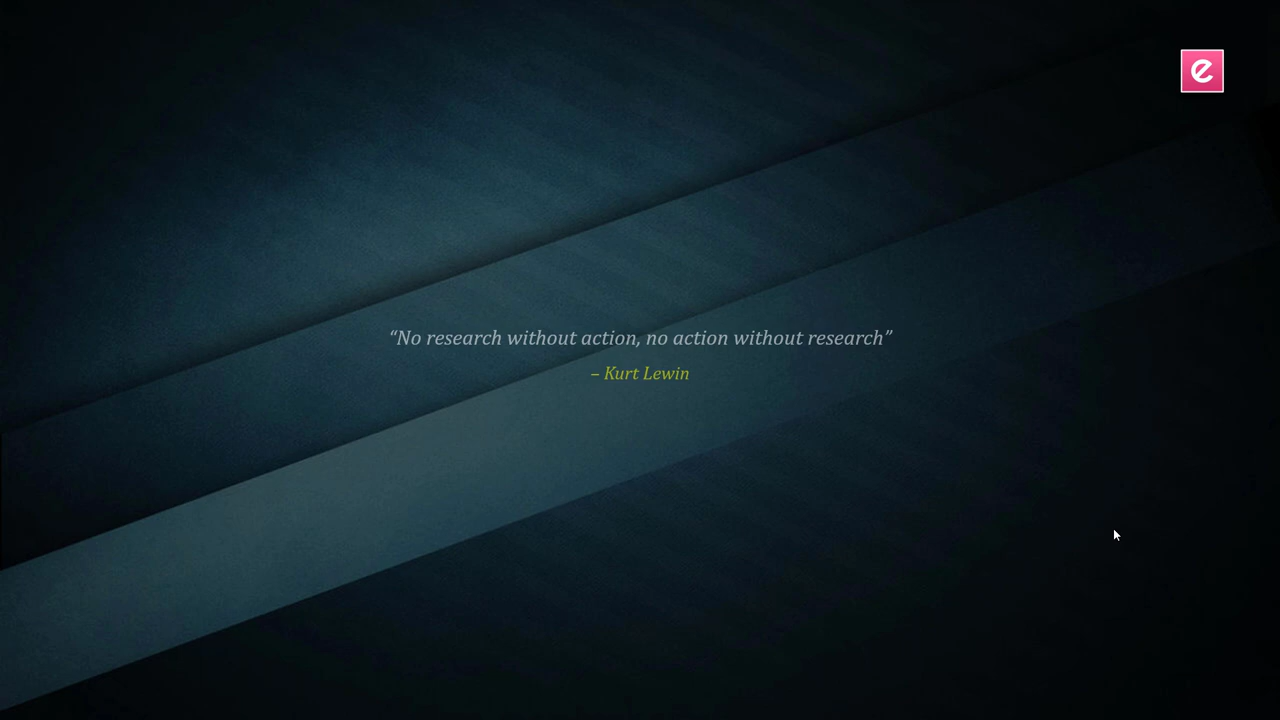 e
“No research without action, no action without research”
– Kurt Lewin